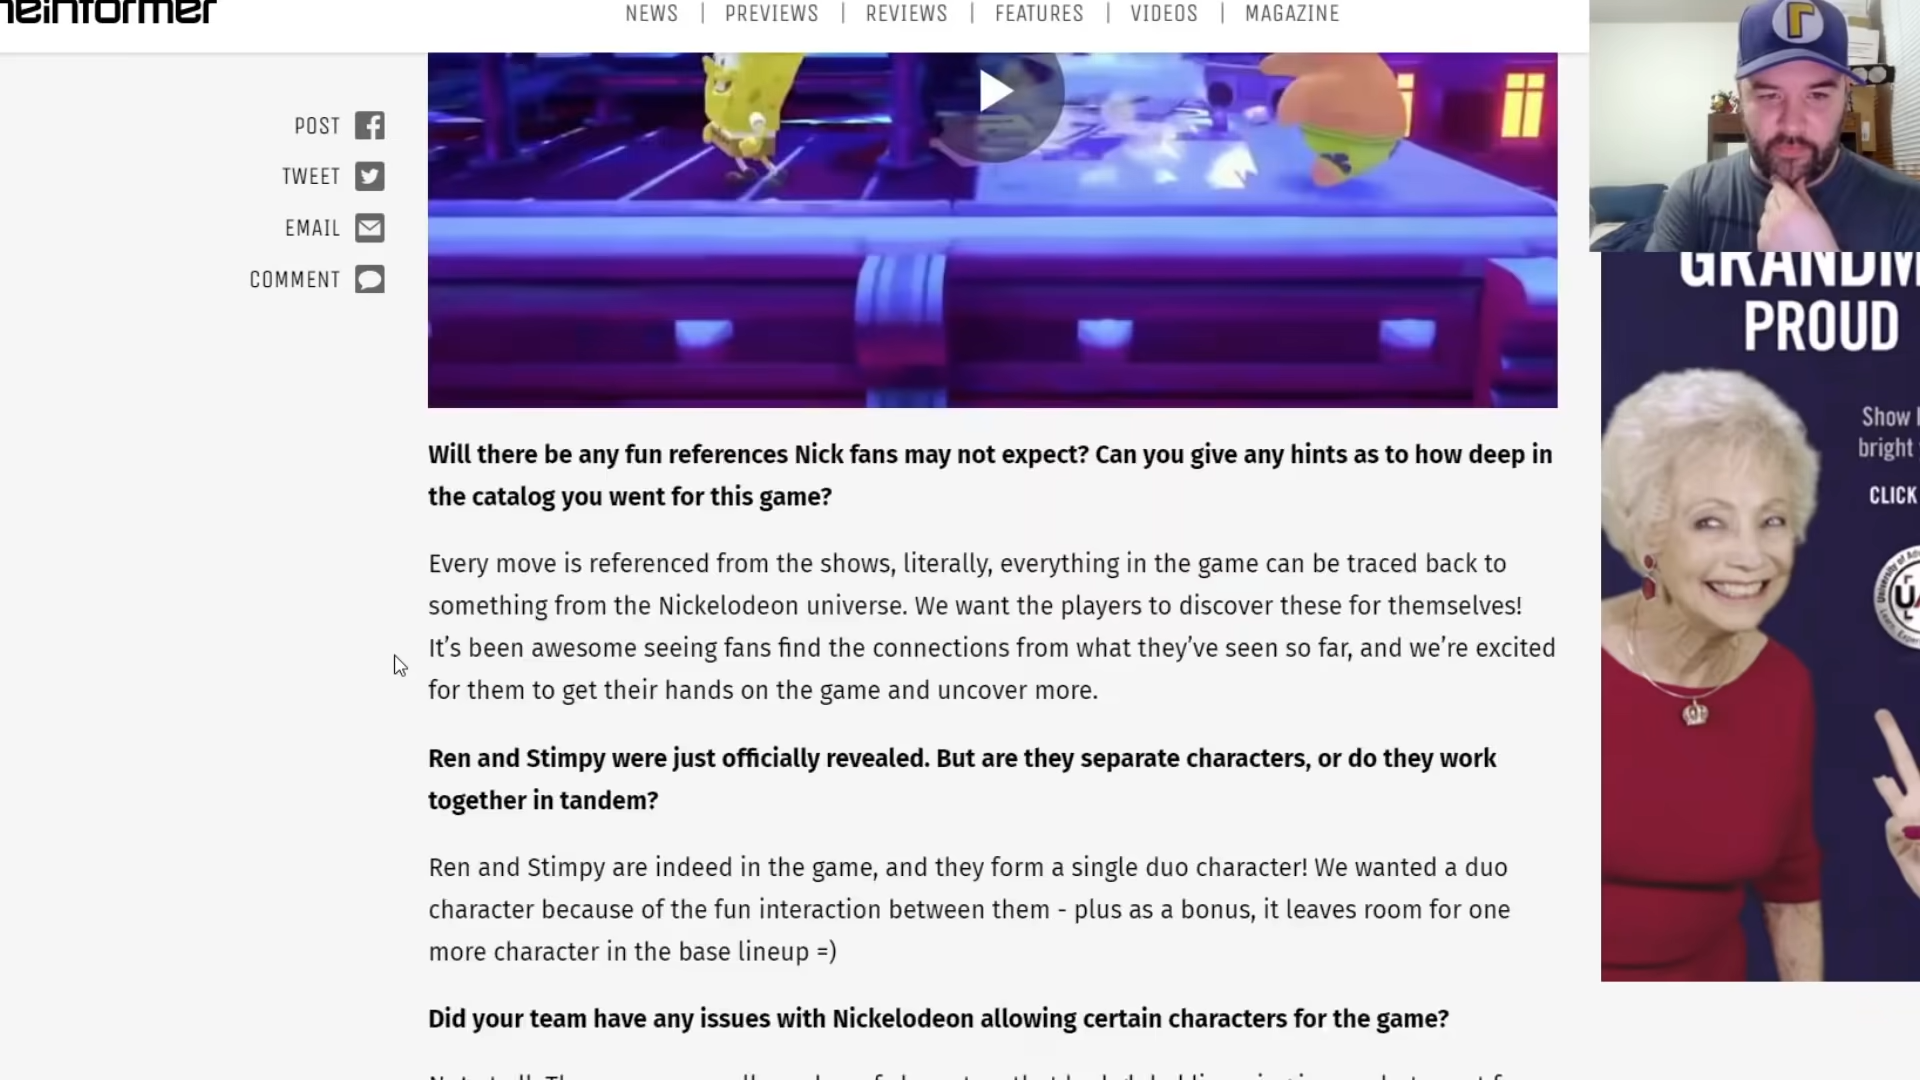 neinformer
NEWS | PREVIEWS | REVIEWS | FEATURES | VIDEOS | MAGAZINE
POST
TWEET
EMAIL
COMMENT
PROUD
Show
bright
CLICK
Will there be any fun references Nick fans may not expect? Can you give any hints as to how deep in
the catalog you went for this game?
Every move is referenced from the shows, literally, everything in the game can be traced back to
something from the Nickelodeon universe. We want the players to discover these for themselves!
It’s been awesome seeing fans find the connections from what they’ve seen so far, and we’re excited
for them to get their hands on the game and uncover more.
Ren and Stimpy were just officially revealed. But are they separate characters, or do they work
together in tandem?
Ren and Stimpy are indeed in the game, and they form a single duo character! We wanted a duo
character because of the fun interaction between them - plus as a bonus, it leaves room for one
more character in the base lineup =)
Did your team have any issues with Nickelodeon allowing certain characters for the game?